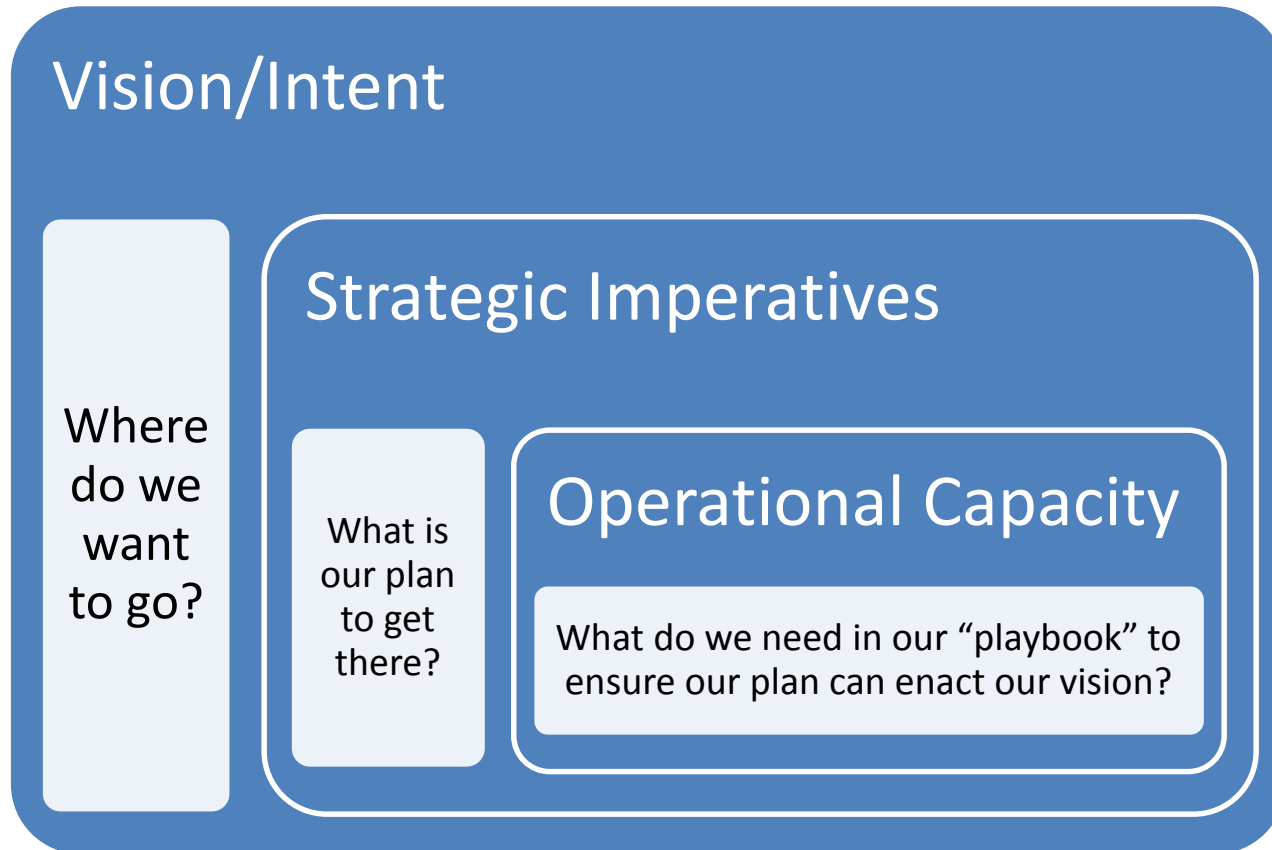 Vision/Intent
Where
do we
want
to go?
Strategic Imperatives
What is
our plan
to get
there?
Operational Capacity
What do we need in our “playbook” to
ensure our plan can enact our vision?